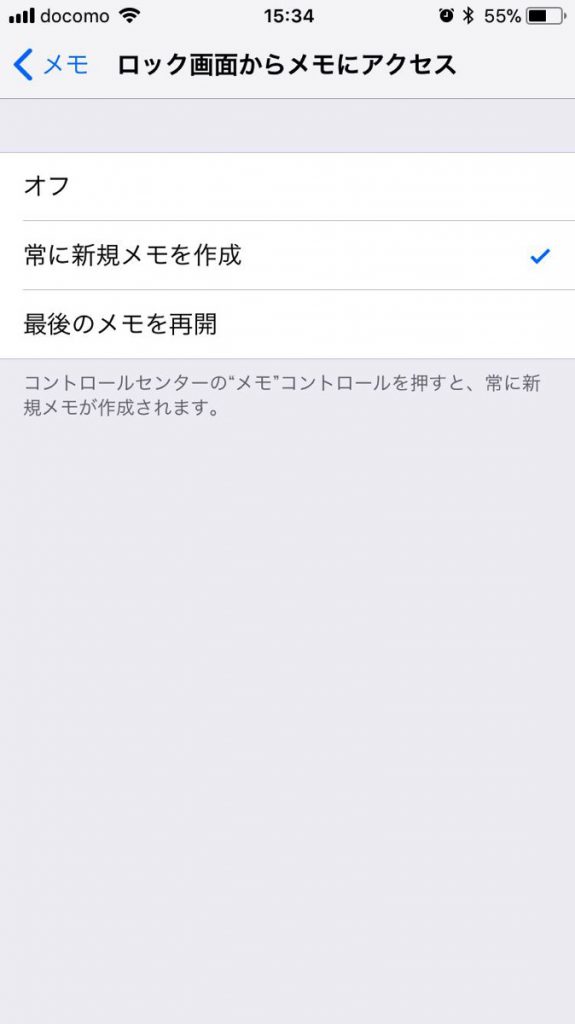 docomo 15:34 55%
メモ ロック画面からメモにアクセス
オフ
常に新規メモを作成
最後のメモを再開
コントロールセンターの“メモ”コントロールを押すと、常に新
規メモが作成されます。